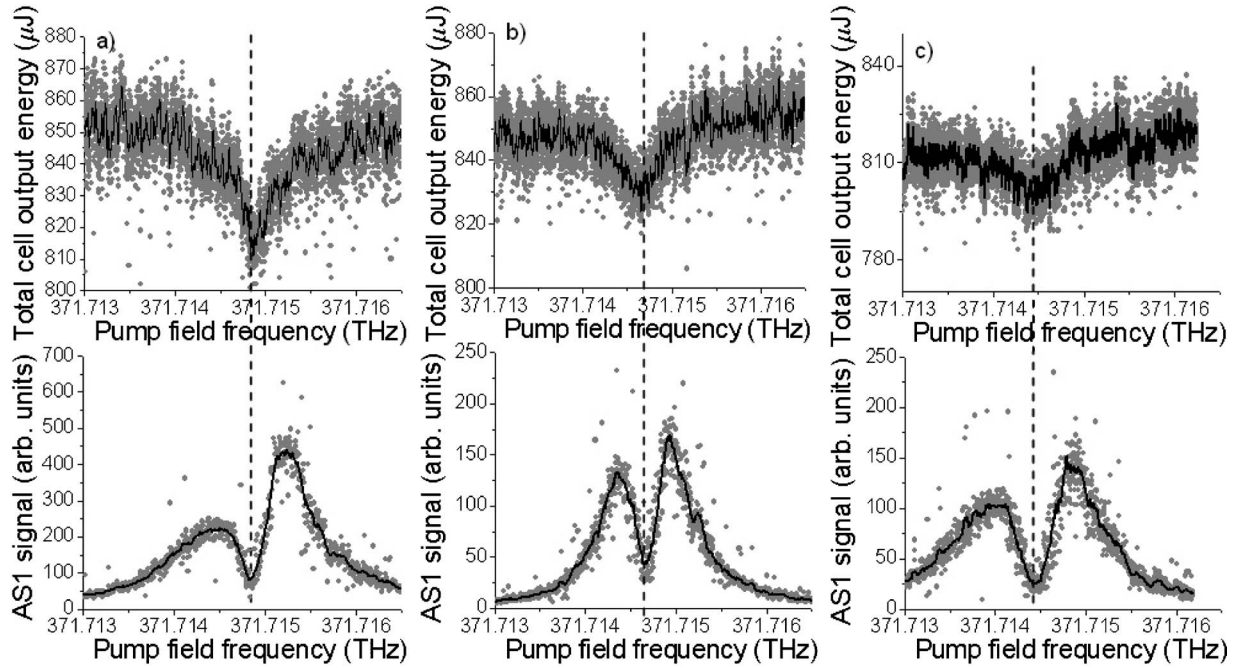 a)
Total cell output energy (μJ)
880
870
860
850
840
830
820
810
800
371.713 371.714 371.715 371.716
Pump field frequency (THz)
b)
Total cell output energy (μJ)
880
860
840
820
800
371.713 371.714 371.715 371.716
Pump field frequency (THz)
c)
Total cell output energy (μJ)
840
810
780
371.713 371.714 371.715 371.716
Pump field frequency (THz)
AS1 signal (arb. units)
700
600
500
400
300
200
100
0
371.713 371.714 371.715 371.716
Pump field frequency (THz)
AS1 signal (arb. units)
250
200
150
100
50
0
371.713 371.714 371.715 371.716
Pump field frequency (THz)
AS1 signal (arb. units)
250
200
150
100
50
0
371.713 371.714 371.715 371.716
Pump field frequency (THz)